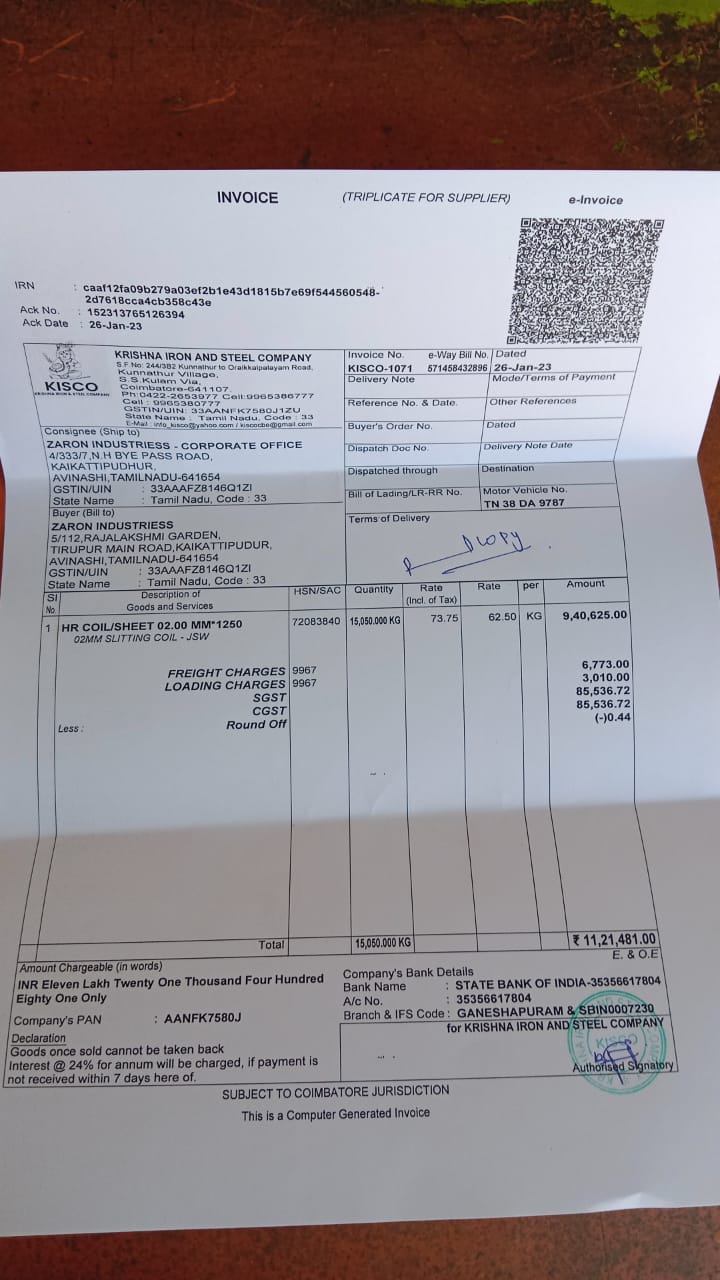 INVOICE (TRIPLICATE FOR SUPPLIER) e-Invoice
IRN : caaf12fa09b279a03ef2b1e43d1815b7e69f544560548-
2d7618cca4cb358c43e
Ack No. : 152313765126394
Ack Date : 26-Jan-23
KISCO
KRISHNA IRON & STEEL COMPANY
KRISHNA IRON AND STEEL COMPANY
S.F.No: 244/3B2 Kunnathur to Oraikkalpalayam Road,
Kunnathur Village,
S.S.Kulam Via,
Coimbatore-641107.
Ph:0422-2653977 Cell:9965366777
Cell : 9965380777
GSTIN/UIN: 33AANFK7580J1ZU
State Name : Tamil Nadu, Code : 33
E-Mail : info_kisco@yahoo.com / kiscocbe@gmail.com
Invoice No. e-Way Bill No. Dated
KISCO-1071 571458432896 26-Jan-23
Delivery Note Mode/Terms of Payment
Reference No. & Date. Other References
Buyer's Order No. Dated
Dispatch Doc No. Delivery Note Date
Dispatched through Destination
Bill of Lading/LR-RR No. Motor Vehicle No.
TN 38 DA 9787
Terms of Delivery
Consignee (Ship to)
ZARON INDUSTRIESS - CORPORATE OFFICE
4/333/7,N.H BYE PASS ROAD,
KAIKATTIPUDHUR,
AVINASHI,TAMILNADU-641654
GSTIN/UIN : 33AAAFZ8146Q1ZI
State Name : Tamil Nadu, Code : 33
Buyer (Bill to)
ZARON INDUSTRIESS
5/112,RAJALAKSHMI GARDEN,
TIRUPUR MAIN ROAD,KAIKATTIPUDUR,
AVINASHI,TAMILNADU-641654
GSTIN/UIN : 33AAAFZ8146Q1ZI
State Name : Tamil Nadu, Code : 33
Sl No. Description of Goods and Services HSN/SAC Quantity Rate (Incl. of Tax) Rate per Amount
1 HR COIL/SHEET 02.00 MM*1250 72083840 15,050.000 KG 73.75 62.50 KG 9,40,625.00
02MM SLITTING COIL - JSW
FREIGHT CHARGES 9967 6,773.00
LOADING CHARGES 9967 3,010.00
SGST 85,536.72
CGST 85,536.72
Less : Round Off (-)0.44
Total 15,050.000 KG ₹ 11,21,481.00
E. & O.E
Amount Chargeable (in words)
INR Eleven Lakh Twenty One Thousand Four Hundred
Eighty One Only
Company's PAN : AANFK7580J
Declaration
Goods once sold cannot be taken back
Interest @ 24% for annum will be charged, if payment is
not received within 7 days here of.
Company's Bank Details
Bank Name : STATE BANK OF INDIA-35356617804
A/c No. : 35356617804
Branch & IFS Code : GANESHAPURAM & SBIN0007230
for KRISHNA IRON AND STEEL COMPANY
KISCO
Authorised Signatory
SUBJECT TO COIMBATORE JURISDICTION
This is a Computer Generated Invoice